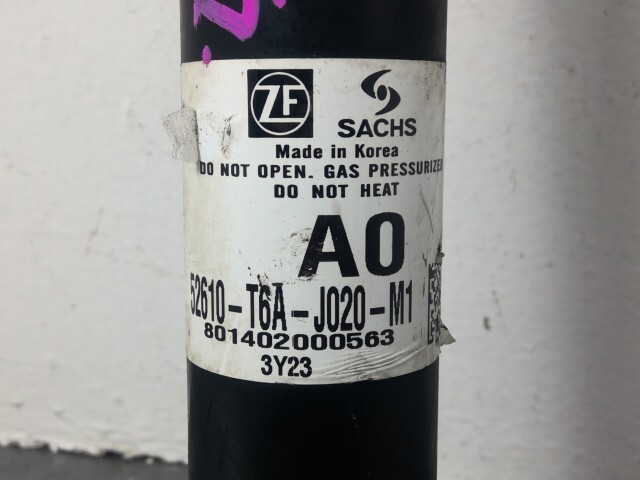 ZF
SACHS
Made in Korea
DO NOT OPEN. GAS PRESSURIZED
DO NOT HEAT
A0
52610-T6A-J020-M1
801402000563
3Y23